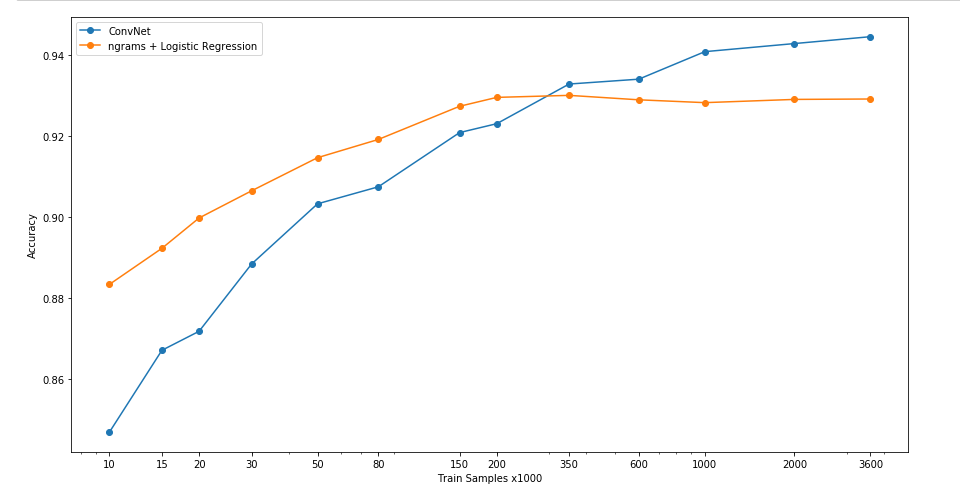 ConvNet
ngrams + Logistic Regression
0.94
0.92
0.90
0.88
0.86
Accuracy
10 15 20 30 50 80 150 200 350 600 1000 2000 3600
Train Samples x1000